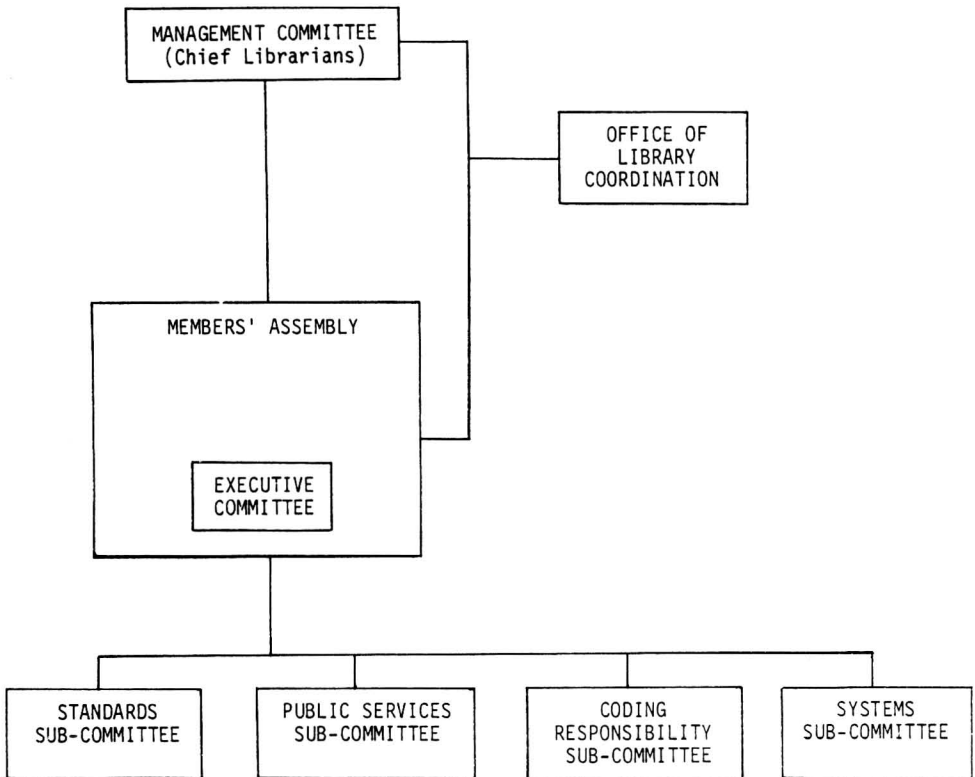 MANAGEMENT COMMITTEE
(Chief Librarians)
OFFICE OF
LIBRARY
COORDINATION
MEMBERS' ASSEMBLY
EXECUTIVE
COMMITTEE
STANDARDS
SUB-COMMITTEE
PUBLIC SERVICES
SUB-COMMITTEE
CODING
RESPONSIBILITY
SUB-COMMITTEE
SYSTEMS
SUB-COMMITTEE